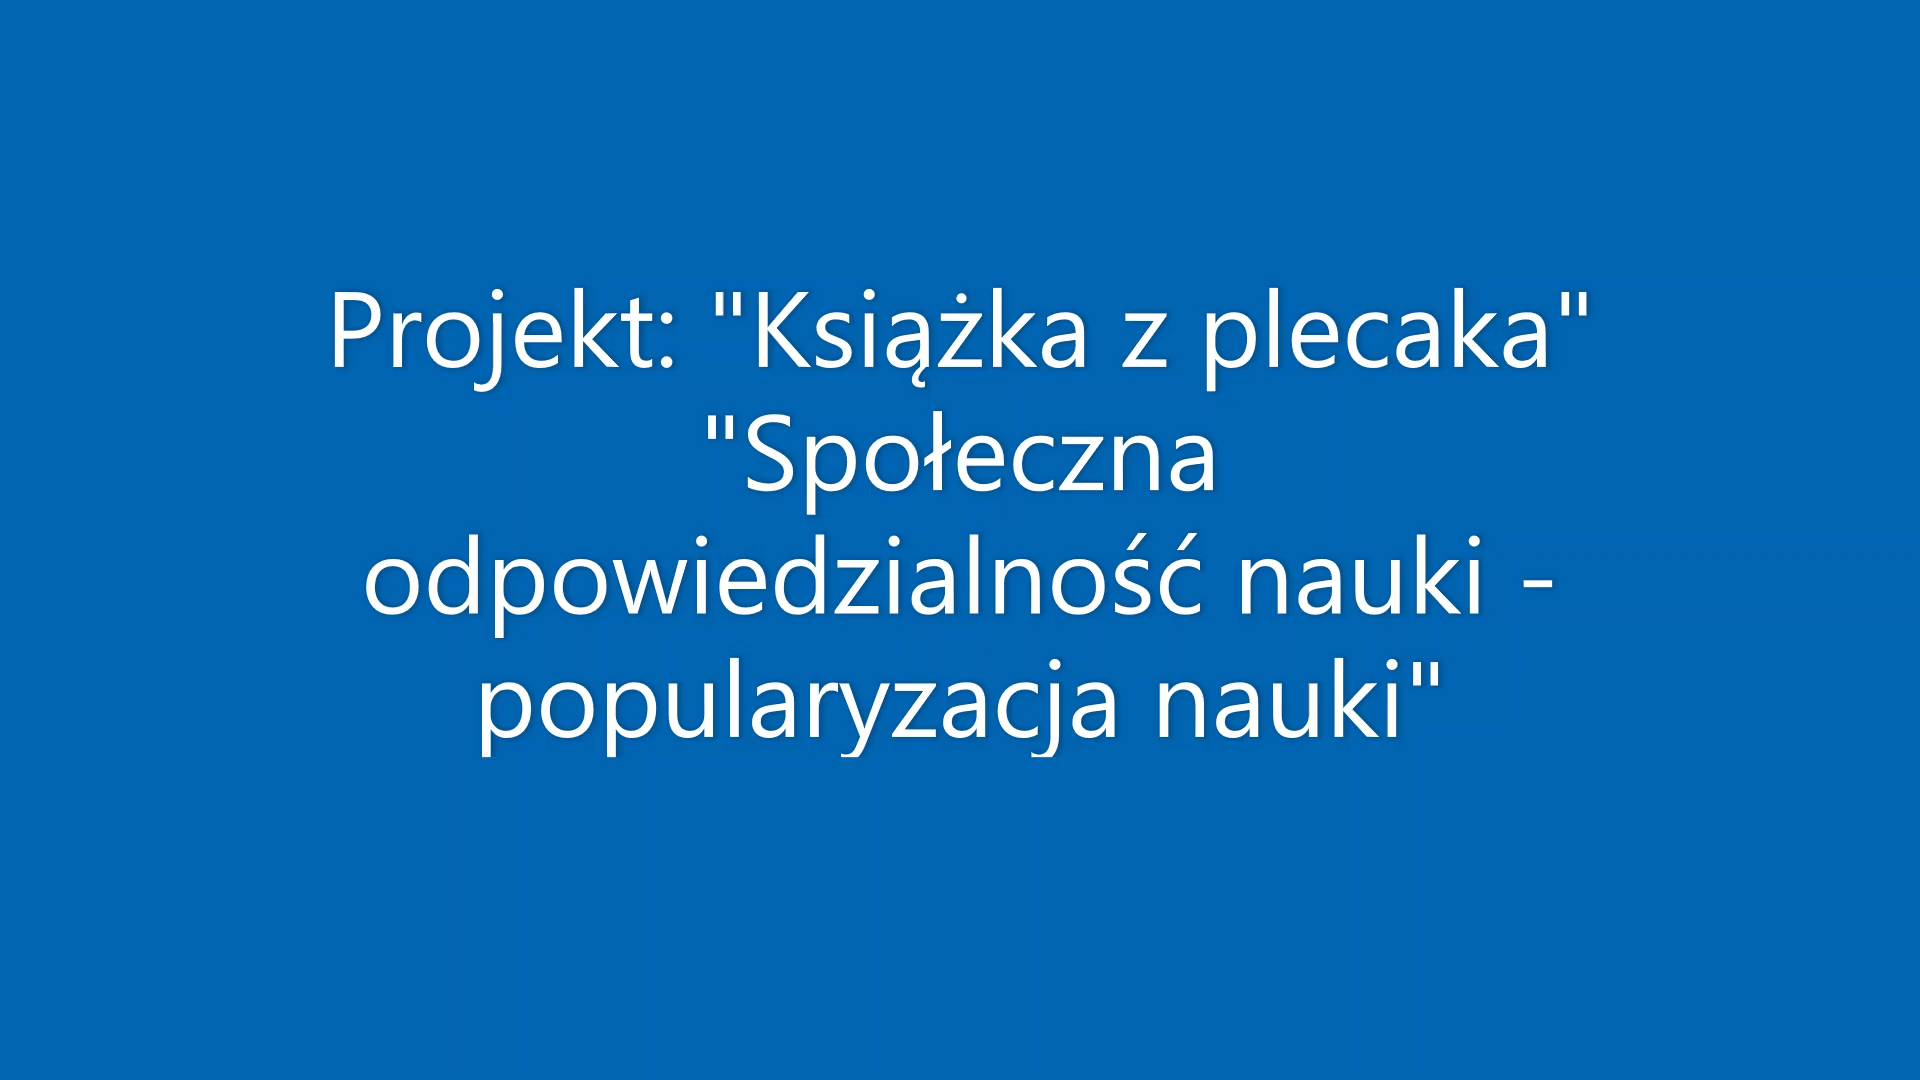 Projekt: "Książka z plecaka"
"Społeczna
odpowiedzialność nauki -
popularyzacja nauki"